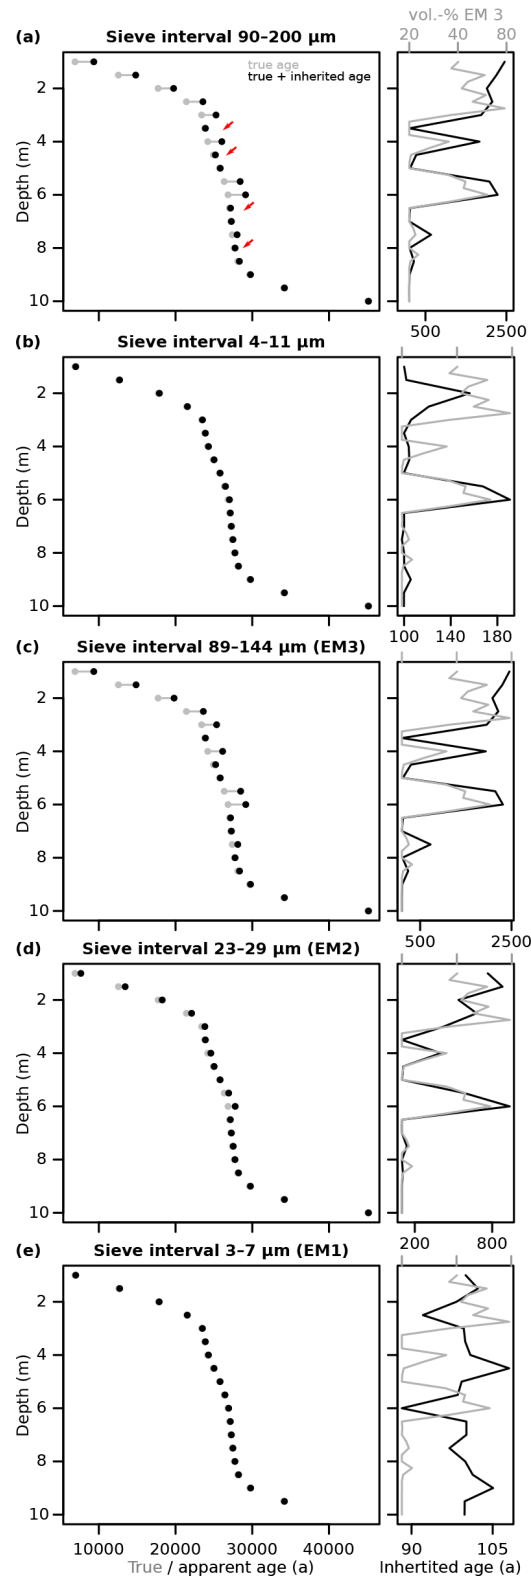 vol.-% EM 3
(a) Sieve interval 90–200 μm
20 40 60 80
true age
true + inherited age
2
4
6
8
10
Depth (m)
500 2500
(b) Sieve interval 4–11 μm
2
4
6
8
10
Depth (m)
100 140 180
(c) Sieve interval 89–144 μm (EM3)
2
4
6
8
10
Depth (m)
500 2500
(d) Sieve interval 23–29 μm (EM2)
2
4
6
8
10
Depth (m)
200 800
(e) Sieve interval 3–7 μm (EM1)
2
4
6
8
10
Depth (m)
10000 20000 30000 40000 90 105
True / apparent age (a) Inhertited age (a)